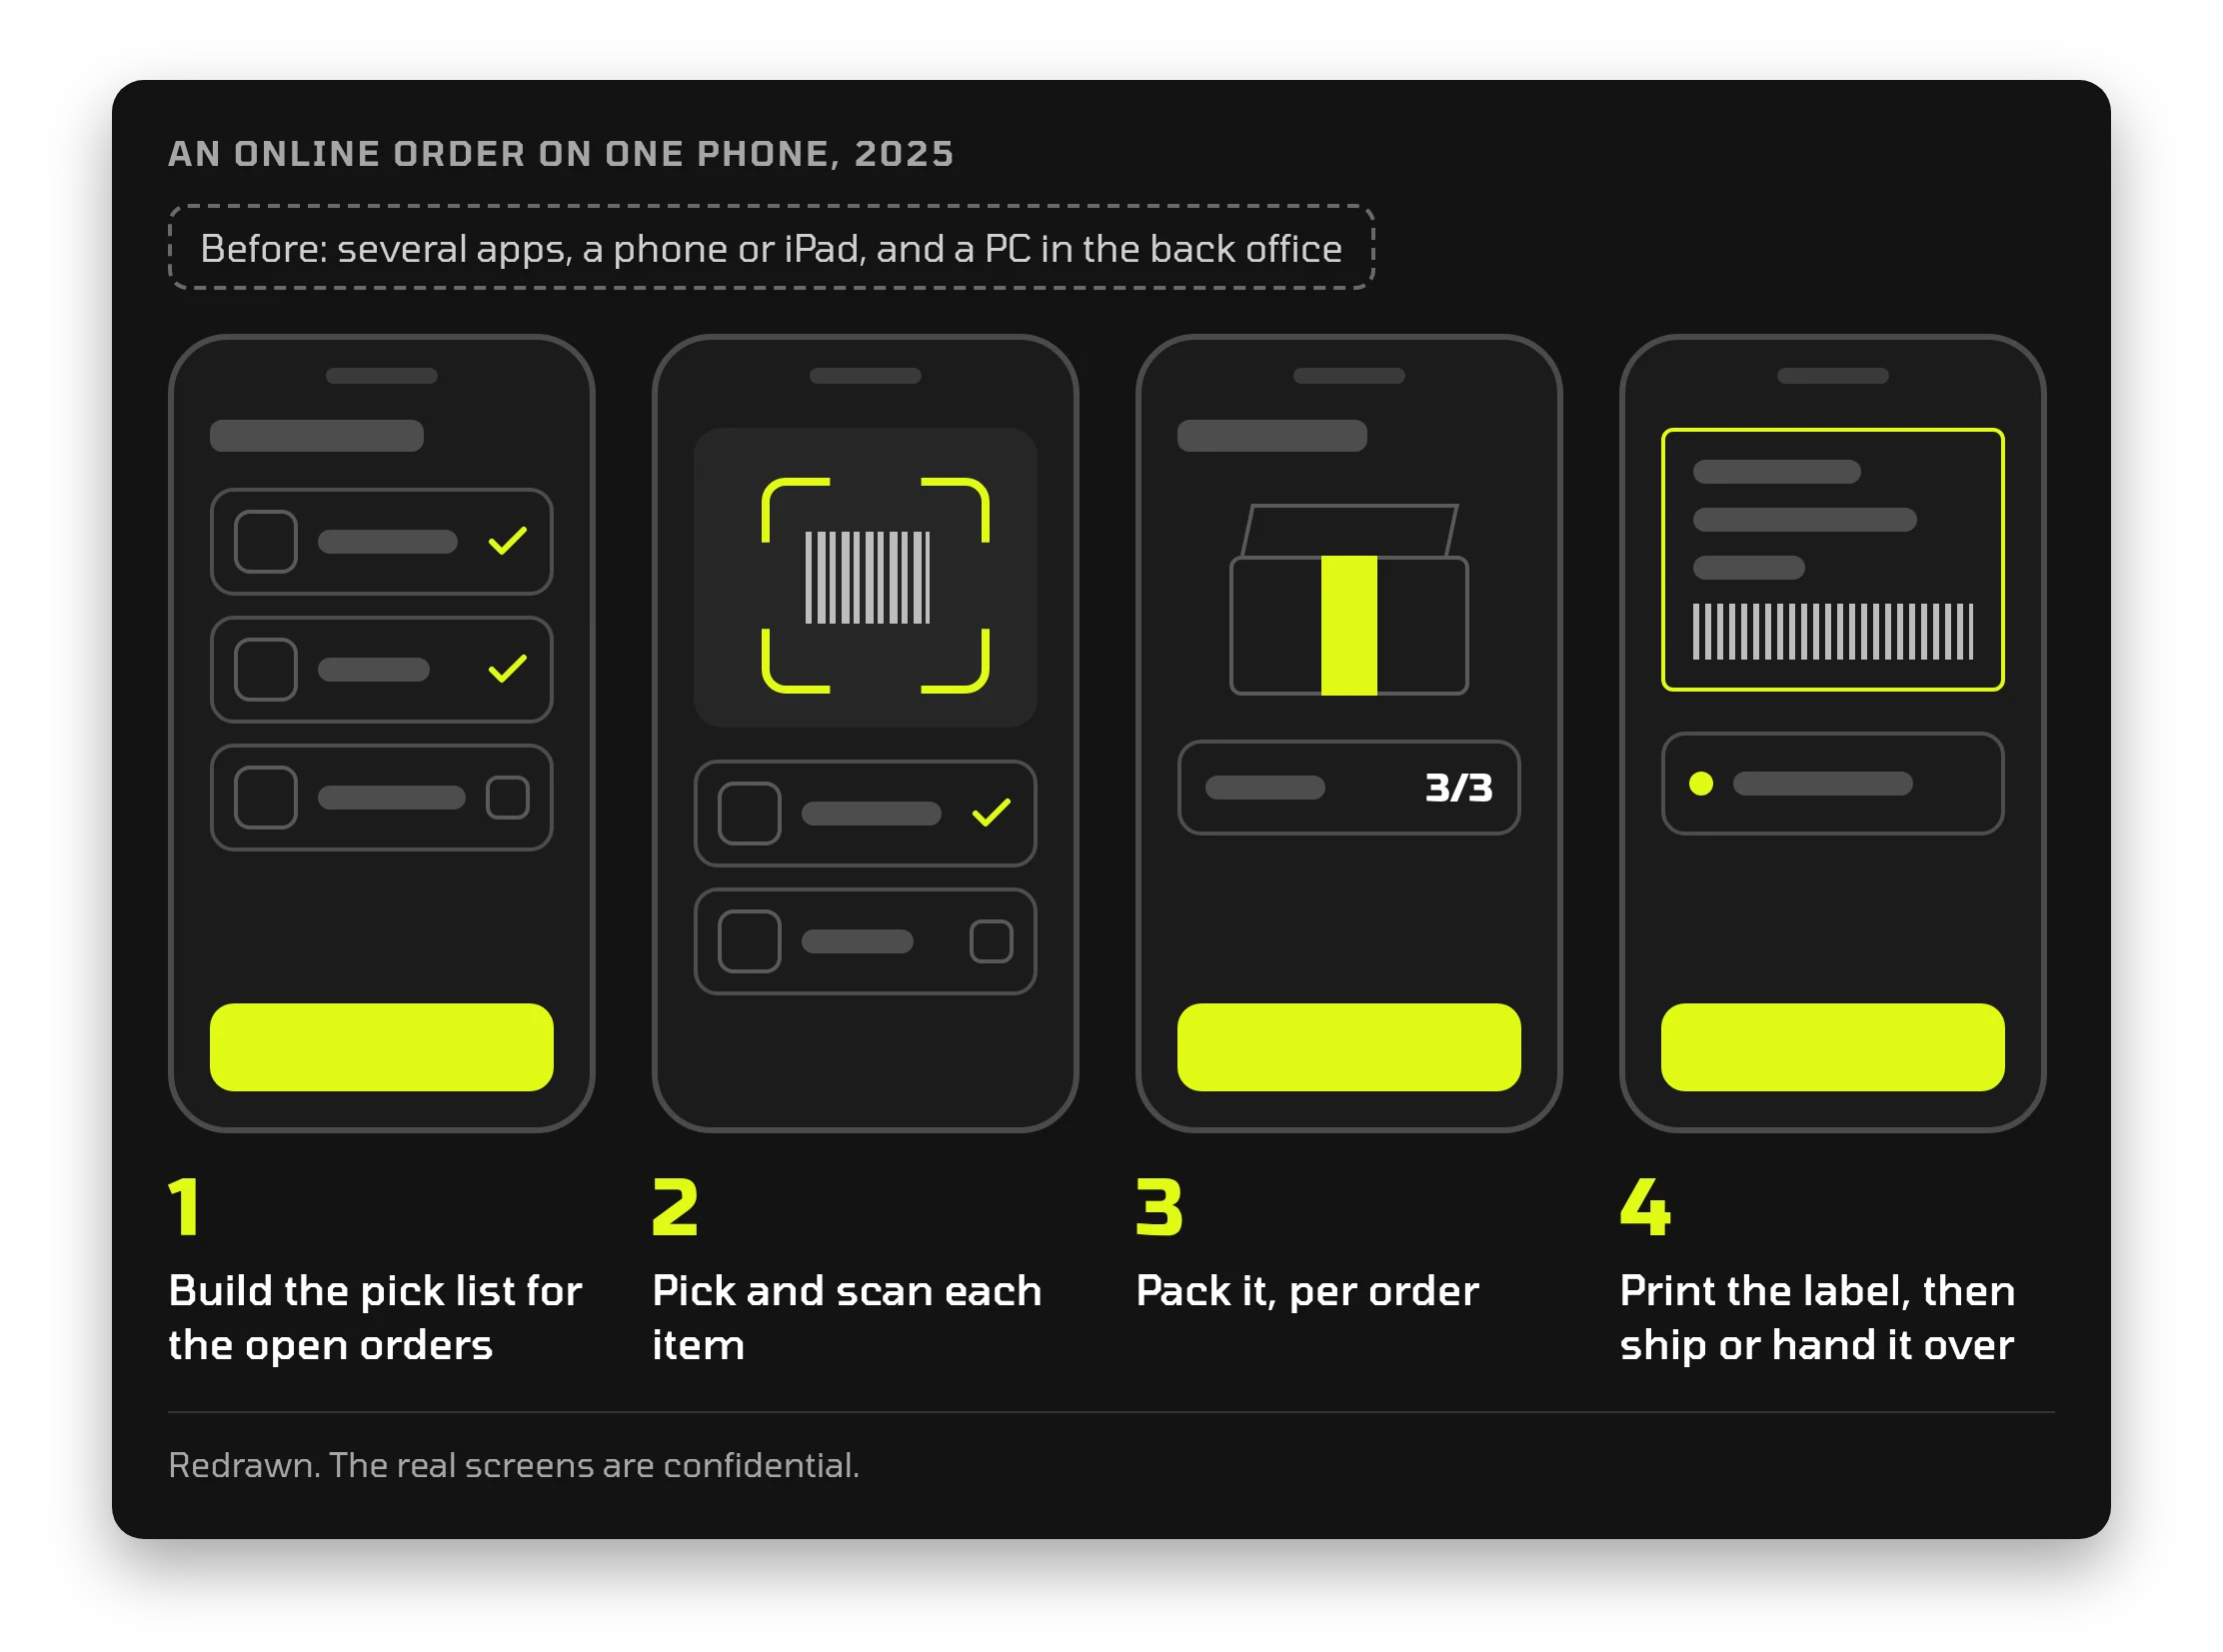 AN ONLINE ORDER ON ONE PHONE, 2025
Before: several apps, a phone or iPad, and a PC in the back office
3/3
1
Build the pick list for
the open orders
2
Pick and scan each
item
3
Pack it, per order
4
Print the label, then
ship or hand it over
Redrawn. The real screens are confidential.